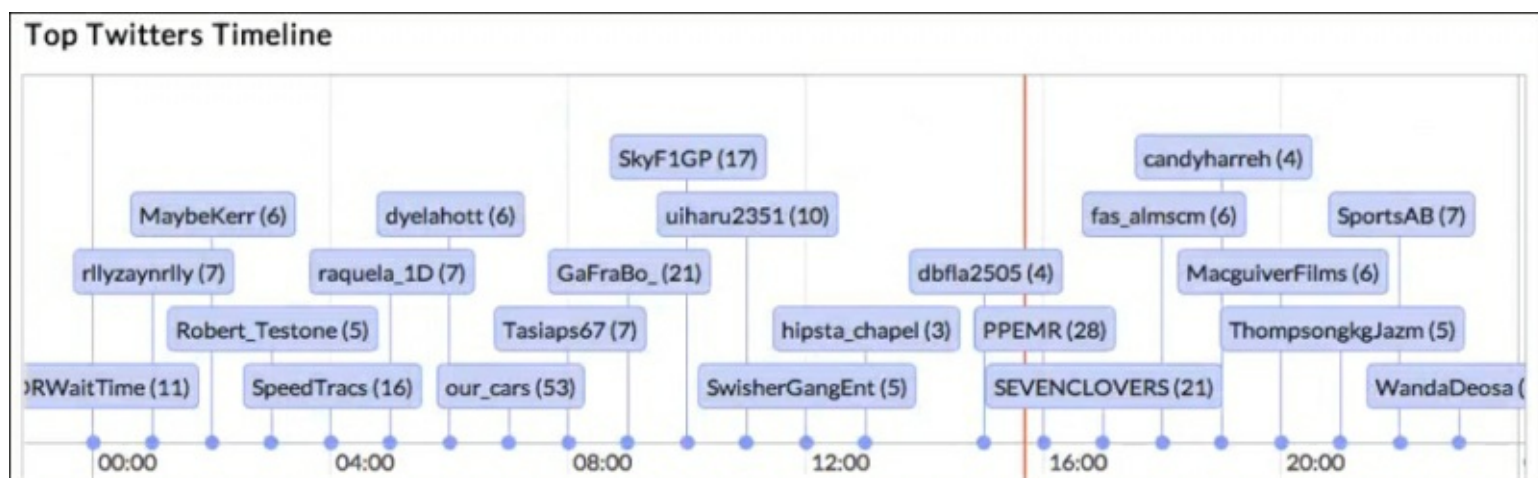 Top Twitters Timeline
SkyF1GP (17)
candyharreh (4)
MaybeKerr (6)
dyelahott (6)
uiharu2351 (10)
fas_almscm (6)
SportsAB (7)
rllyzaynrlly (7)
raquela_1D (7)
GaFraBo_ (21)
dbfla2505 (4)
MacguiverFilms (6)
Robert_Testone (5)
Tasiaps67 (7)
hipsta_chapel (3)
PPEMR (28)
ThompsongkgJazm (5)
RWaitTime (11)
SpeedTracs (16)
our_cars (53)
SwisherGangEnt (5)
SEVENCLOVERS (21)
WandaDeosa (
00:00
04:00
08:00
12:00
16:00
20:00